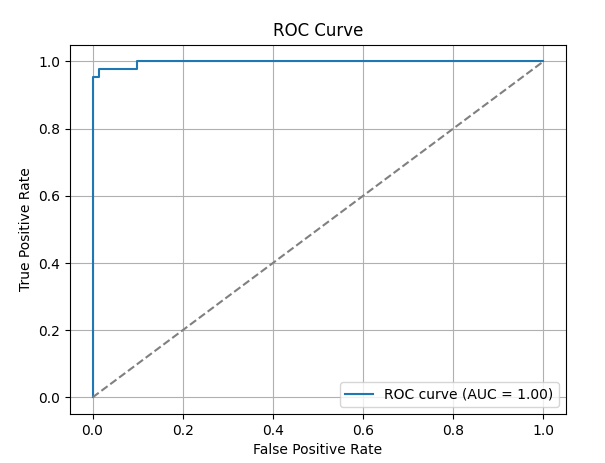 ROC Curve
1.0
0.8
0.6
0.4
0.2
0.0
True Positive Rate
ROC curve (AUC = 1.00)
0.0 0.2 0.4 0.6 0.8 1.0
False Positive Rate